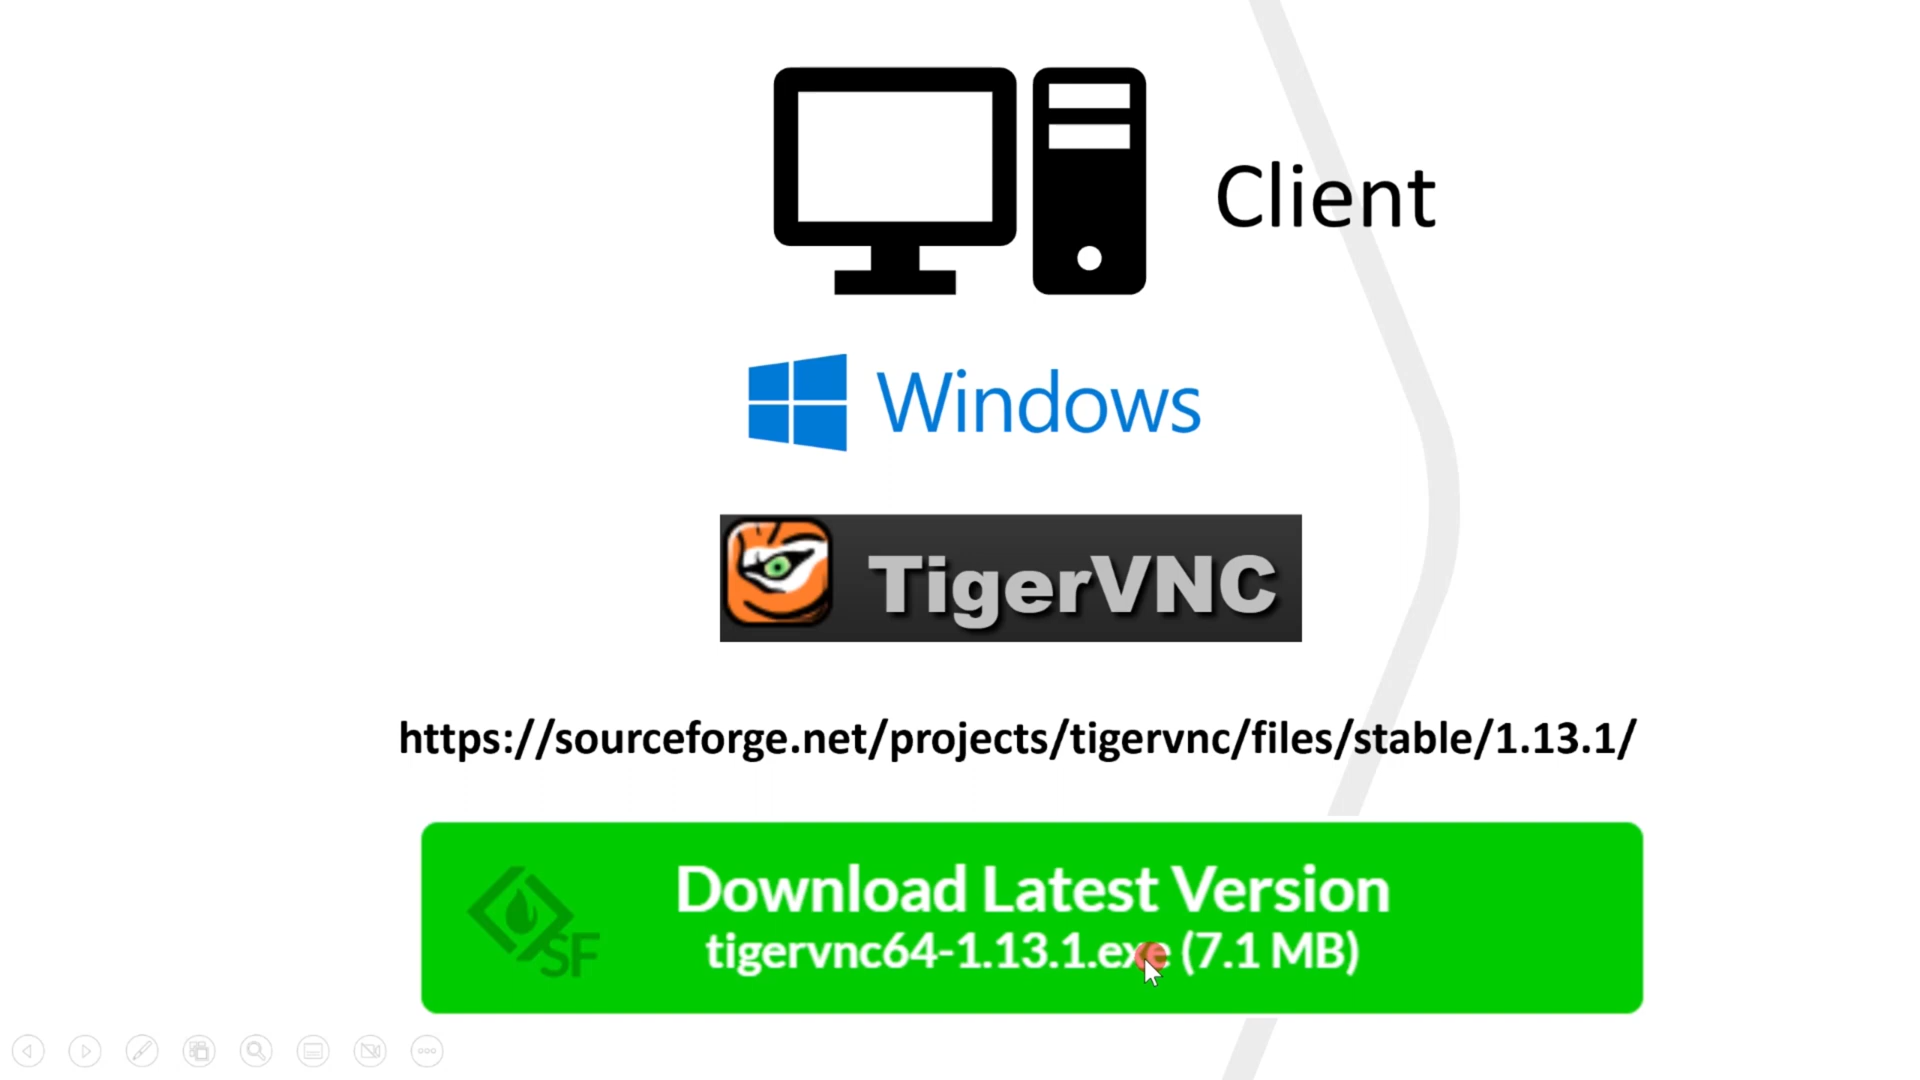 Client
Windows
TigerVNC
https://sourceforge.net/projects/tigervnc/files/stable/1.13.1/
Download Latest Version
SF
tigervnc64-1.13.1.exe (7.1 MB)